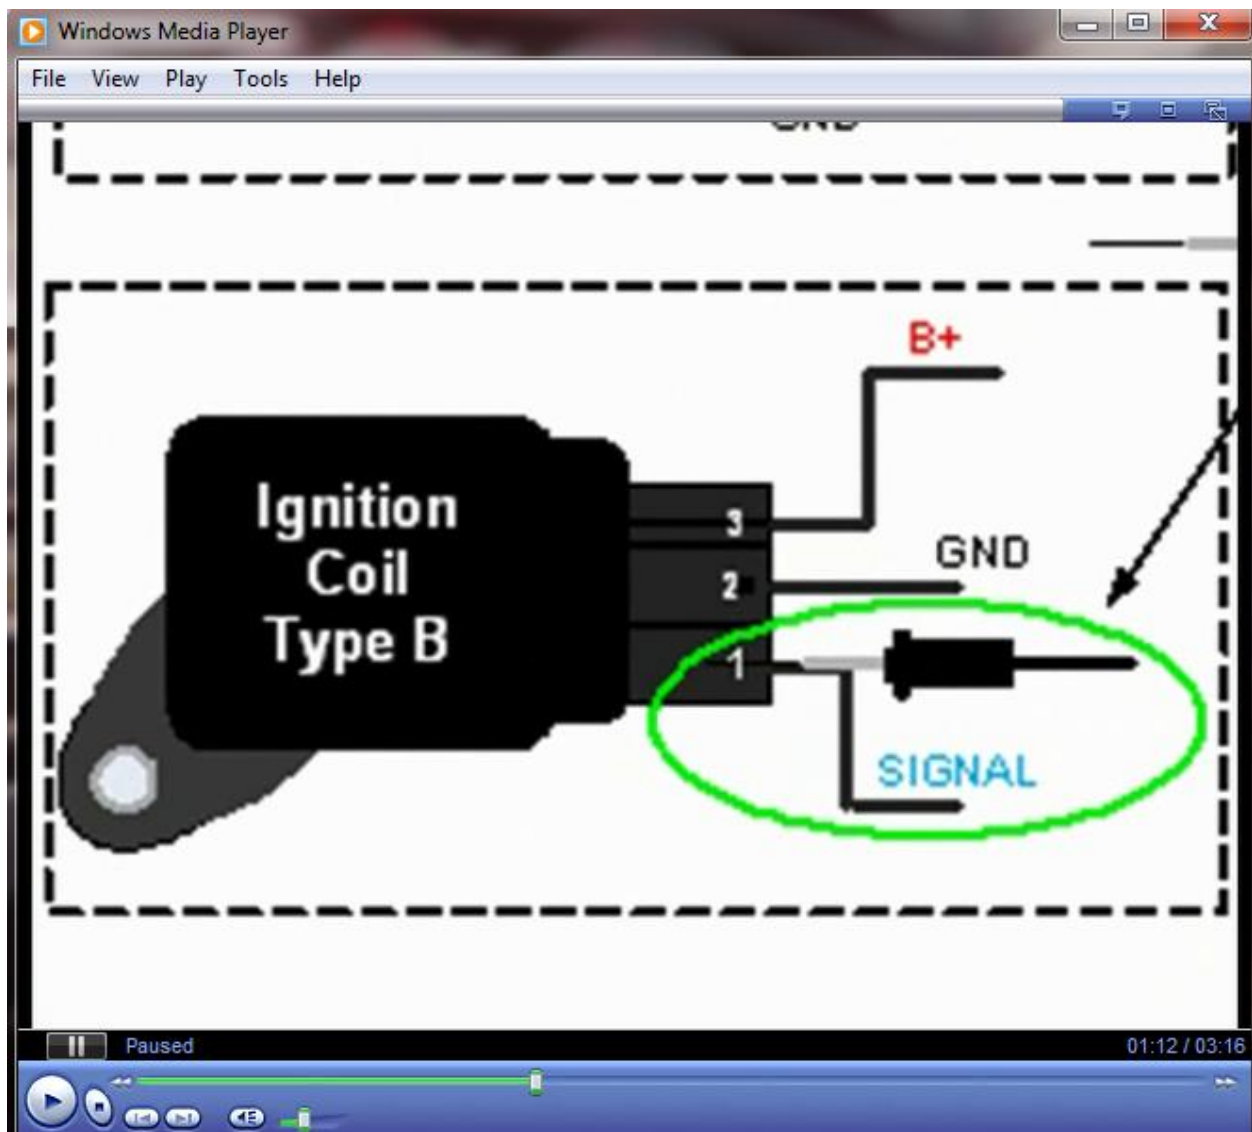 Windows Media Player
File View Play Tools Help
GND
B+
Ignition
Coil
Type B
3
2
1
GND
SIGNAL
Paused
01:12 / 03:16